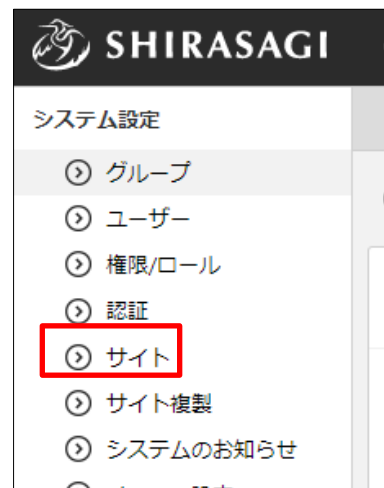 SHIRASAGI
システム設定
グループ
ユーザー
権限/ロール
認証
サイト
サイト複製
システムのお知らせ